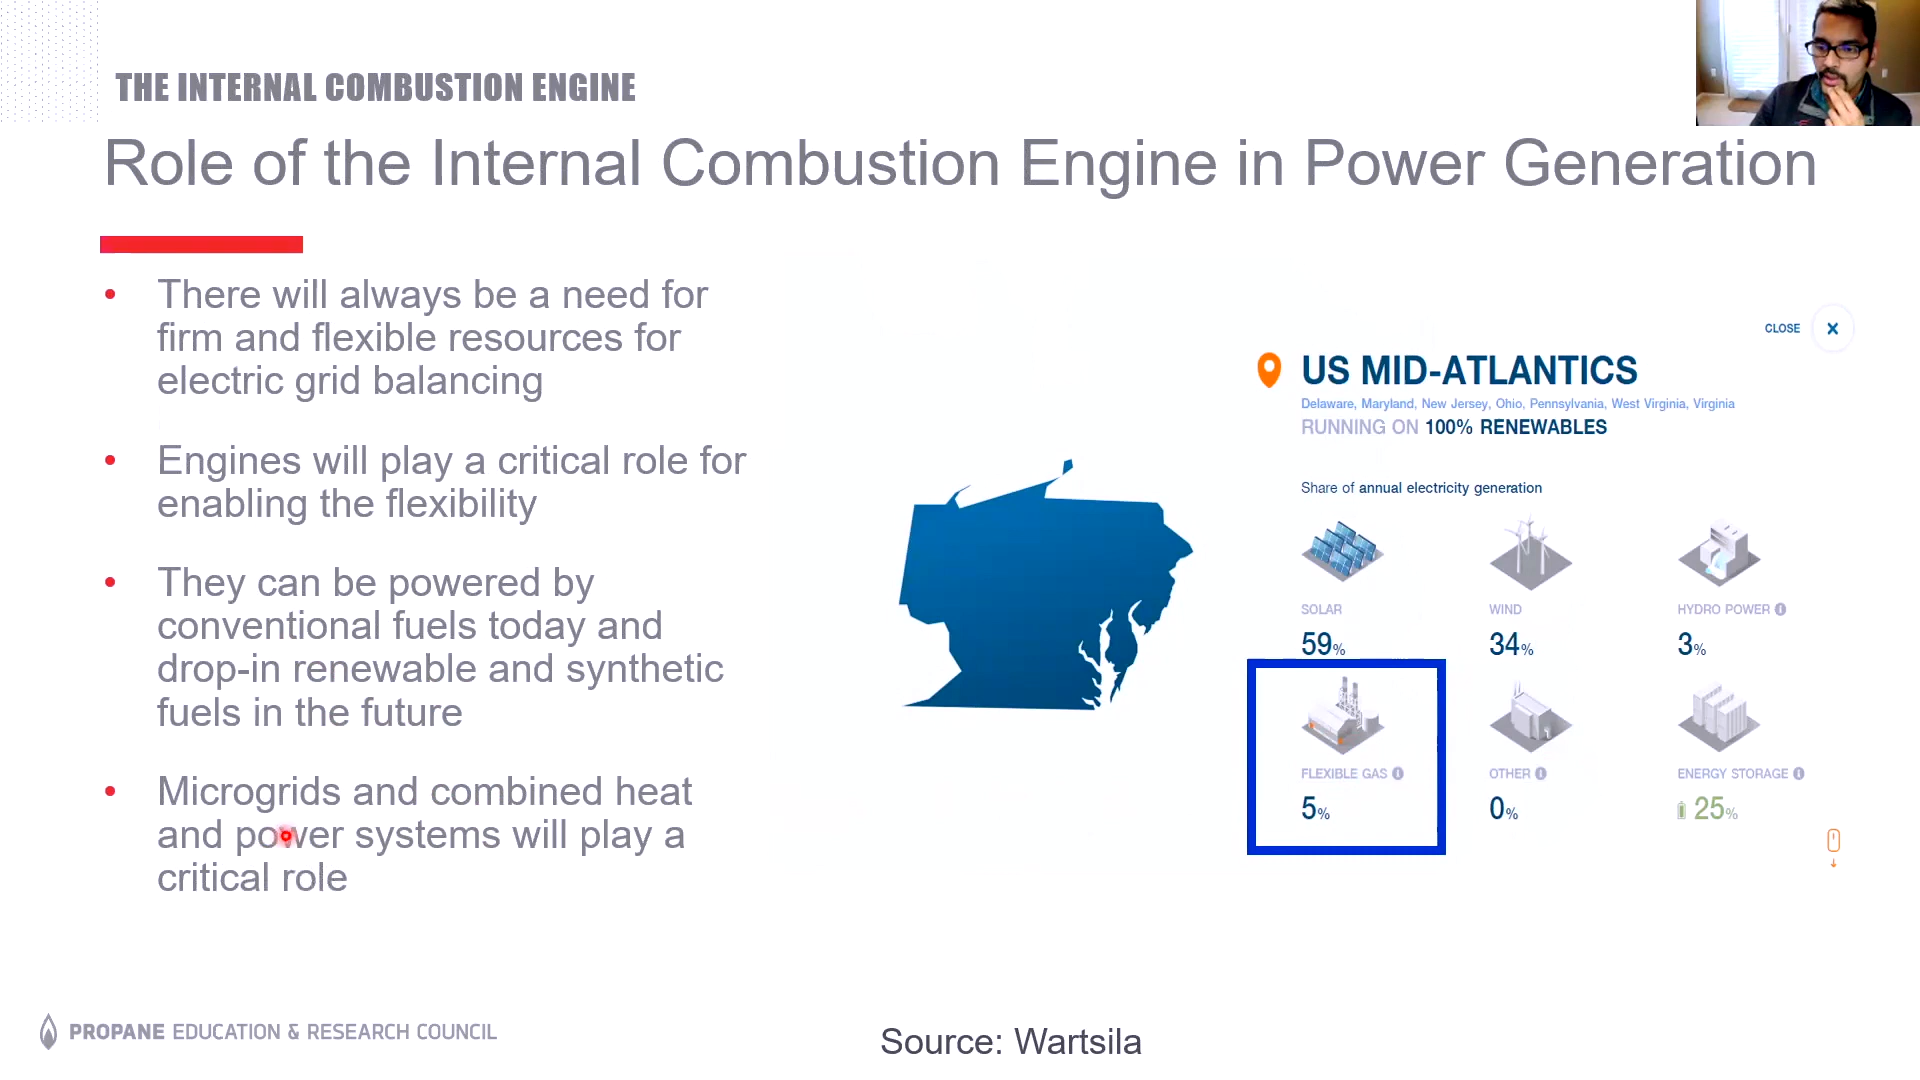 THE INTERNAL COMBUSTION ENGINE
Role of the Internal Combustion Engine in Power Generation
• There will always be a need for
firm and flexible resources for
electric grid balancing
• Engines will play a critical role for
enabling the flexibility
• They can be powered by
conventional fuels today and
drop-in renewable and synthetic
fuels in the future
• Microgrids and combined heat
and power systems will play a
critical role
CLOSE X
US MID-ATLANTICS
Delaware, Maryland, New Jersey, Ohio, Pennsylvania, West Virginia, Virginia
RUNNING ON 100% RENEWABLES
Share of annual electricity generation
SOLAR
59%
WIND
34%
HYDRO POWER
3%
FLEXIBLE GAS
5%
OTHER
0%
ENERGY STORAGE
25%
PROPANE EDUCATION & RESEARCH COUNCIL
Source: Wartsila